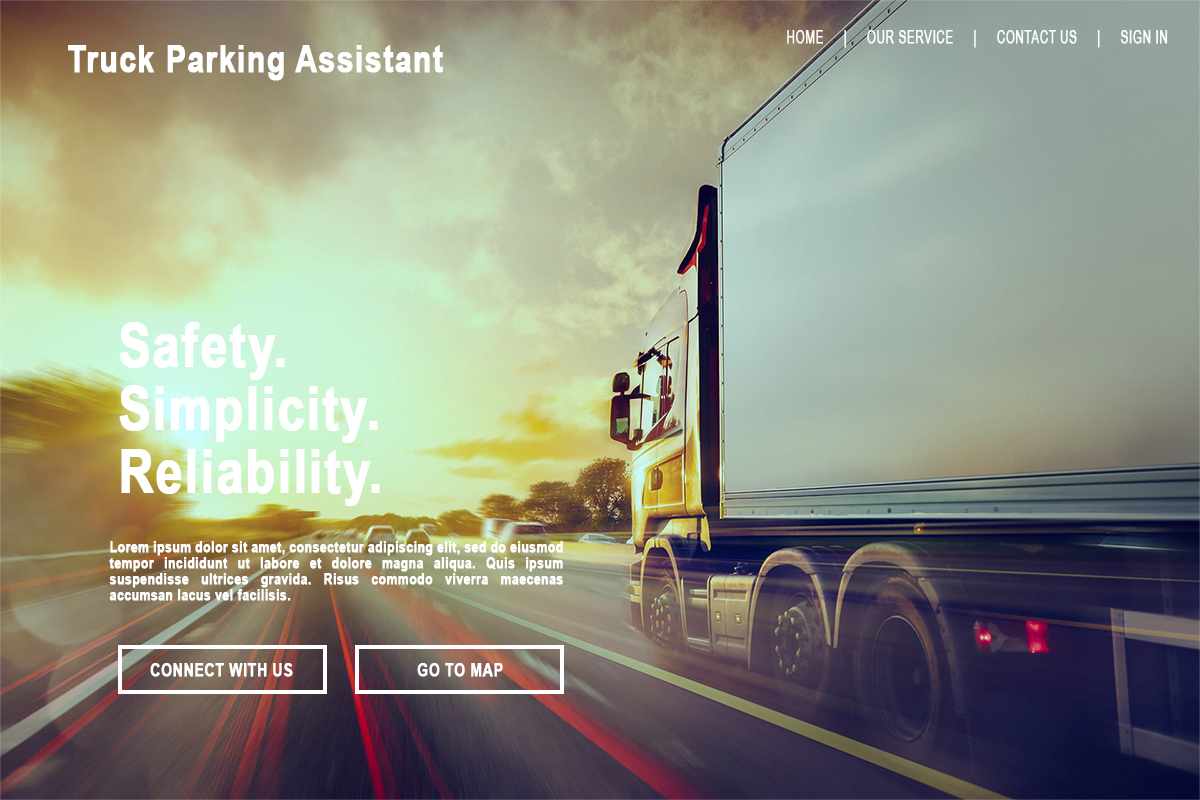 Truck Parking Assistant
HOME | OUR SERVICE | CONTACT US | SIGN IN
Safety.
Simplicity.
Reliability.
Lorem ipsum dolor sit amet, consectetur adipiscing elit, sed do eiusmod
tempor incididunt ut labore et dolore magna aliqua. Quis ipsum
suspendisse ultrices gravida. Risus commodo viverra maecenas
accumsan lacus vel facilisis.
CONNECT WITH US
GO TO MAP